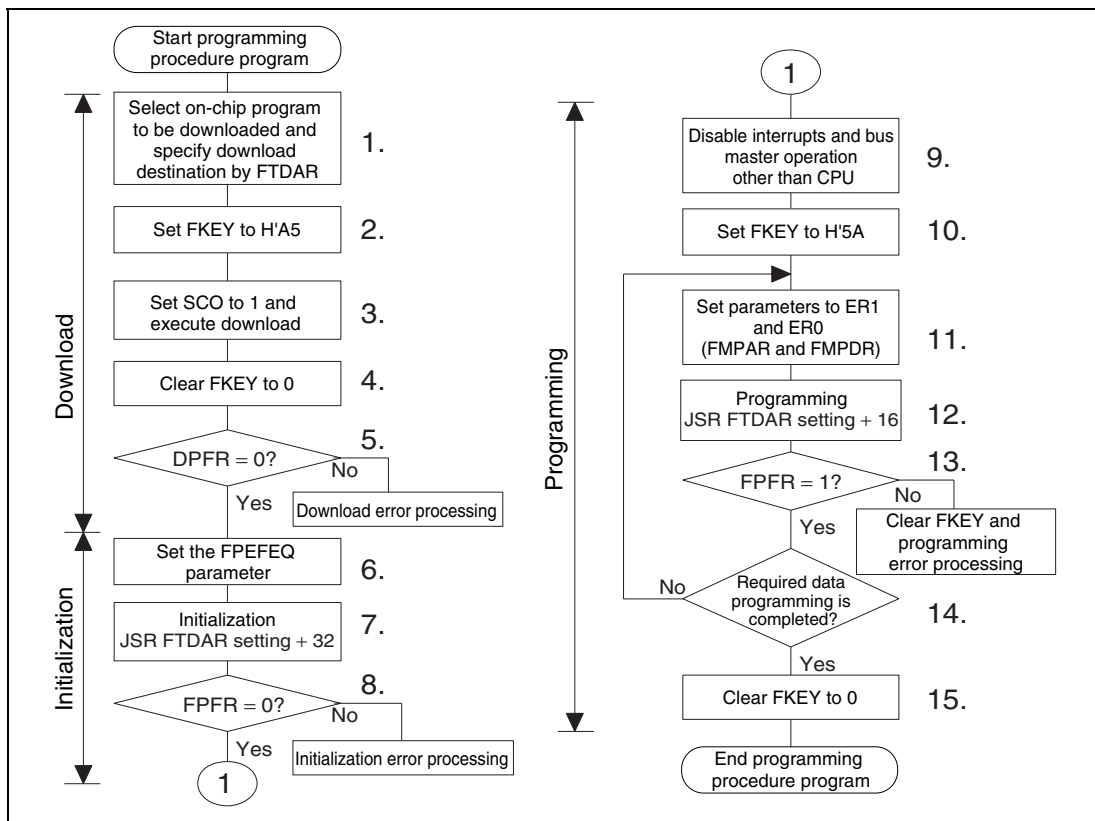 Start programming
procedure program
Download
Select on-chip program
to be downloaded and
specify download
destination by FTDAR
1.
Set FKEY to H'A5
2.
Set SCO to 1 and
execute download
3.
Clear FKEY to 0
4.
DPFR = 0?
5.
No
Yes
Download error processing
Initialization
Set the FPEFEQ
parameter
6.
Initialization
JSR FTDAR setting + 32
7.
FPFR = 0?
8.
No
Yes
Initialization error processing
1
1
Programming
Disable interrupts and bus
master operation
other than CPU
9.
Set FKEY to H'5A
10.
Set parameters to ER1
and ER0
(FMPAR and FMPDR)
11.
Programming
JSR FTDAR setting + 16
12.
FPFR = 1?
13.
No
Yes
Clear FKEY and
programming
error processing
No
Required data
programming is
completed?
14.
Yes
Clear FKEY to 0
15.
End programming
procedure program